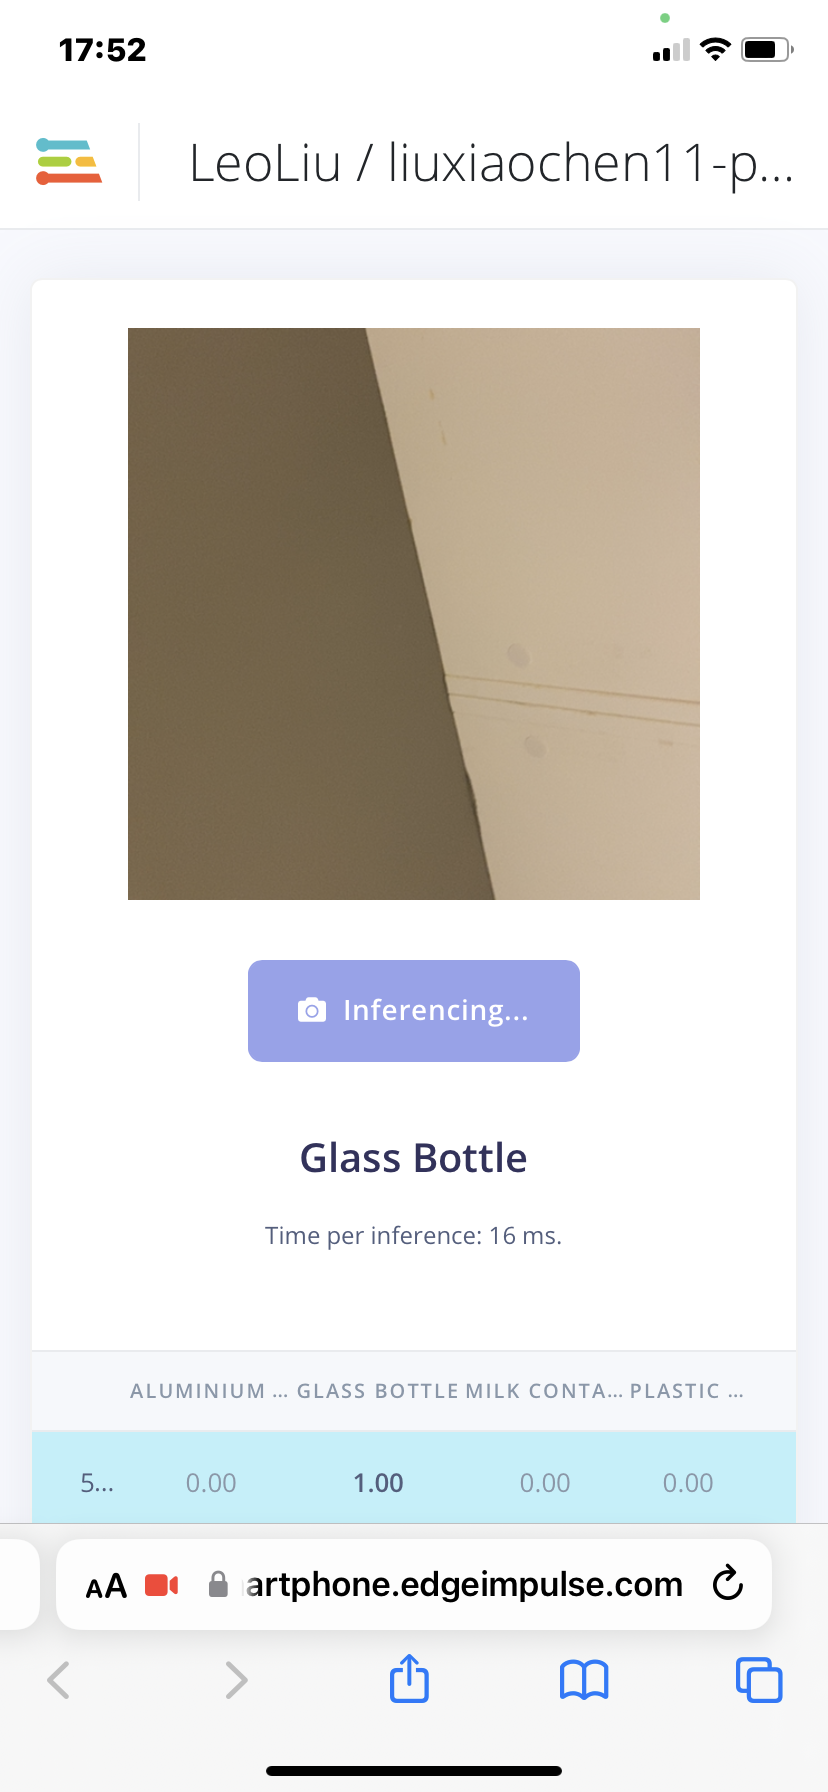 17:52
LeoLiu / liuxiaochen11-p...
Inferencing...
Glass Bottle
Time per inference: 16 ms.
ALUMINIUM ... GLASS BOTTLE MILK CONTA... PLASTIC ...
5... 0.00 1.00 0.00 0.00
AA artphone.edgeimpulse.com